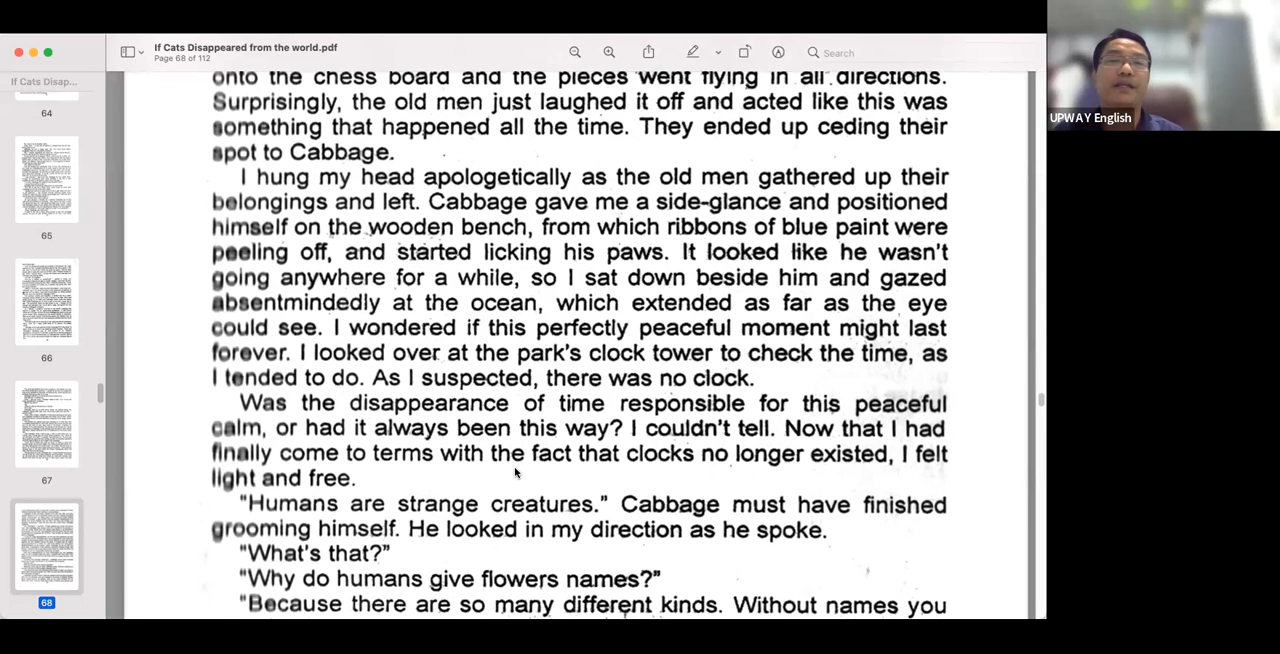 If Cats Disappeared from the world.pdf
Page 68 of 112
Search
If Cats Disap...
64
65
66
67
68
onto the chess board and the pieces went flying in all directions.
Surprisingly, the old men just laughed it off and acted like this was
something that happened all the time. They ended up ceding their
spot to Cabbage.
I hung my head apologetically as the old men gathered up their
belongings and left. Cabbage gave me a side-glance and positioned
himself on the wooden bench, from which ribbons of blue paint were
peeling off, and started licking his paws. It looked like he wasn't
going anywhere for a while, so I sat down beside him and gazed
absentmindedly at the ocean, which extended as far as the eye
could see. I wondered if this perfectly peaceful moment might last
forever. I looked over at the park's clock tower to check the time, as
I tended to do. As I suspected, there was no clock.
Was the disappearance of time responsible for this peaceful
calm, or had it always been this way? I couldn't tell. Now that I had
finally come to terms with the fact that clocks no longer existed, I felt
light and free.
"Humans are strange creatures." Cabbage must have finished
grooming himself. He looked in my direction as he spoke.
"What's that?"
"Why do humans give flowers names?"
"Because there are so many different kinds. Without names you
UPWAY English